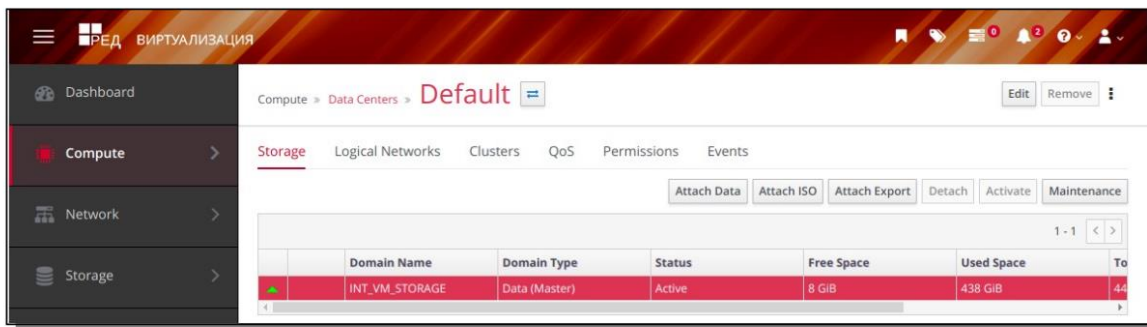 РЕД ВИРТУАЛИЗАЦИЯ 0 2
Dashboard
Compute » Data Centers » Default Edit Remove
Compute
Storage Logical Networks Clusters QoS Permissions Events
Attach Data Attach ISO Attach Export Detach Activate Maintenance
Network
1 - 1
Domain Name Domain Type Status Free Space Used Space To
Storage
INT_VM_STORAGE Data (Master) Active 8 GiB 438 GiB 44